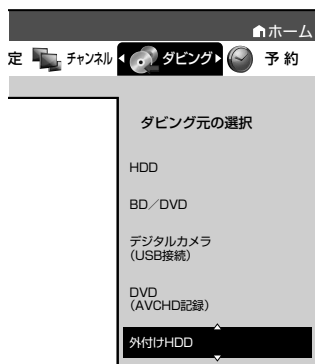 ホーム
定 チャンネル ダビング 予約
ダビング元の選択
HDD
BD／DVD
デジタルカメラ
（USB接続）
DVD
（AVCHD記録）
外付けHDD